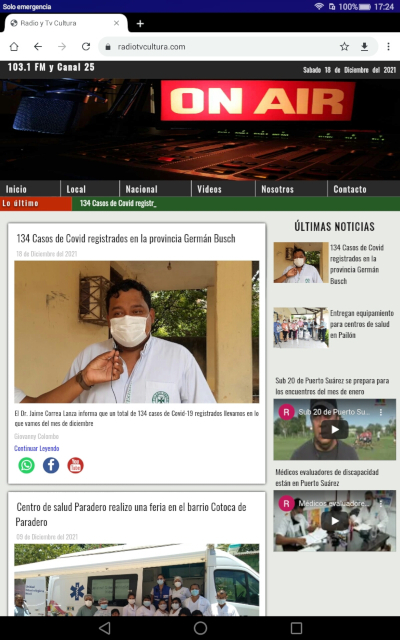 Solo emergencia
100% 17:24
Radio y Tv Cultura
radiotvcultura.com
103.1 FM y Canal 25
Sabado 18 de Diciembre del 2021
ON AIR
Inicio
Local
Nacional
Videos
Nosotros
Contacto
Lo último
134 Casos de Covid registr_
134 Casos de Covid registrados en la provincia Germán Busch
18 de Diciembre del 2021
El Dr. Jaime Correa Lanza informa que un total de 134 casos de Covid-19 registrados llevamos en lo
que vamos del mes de diciembre
Giovanny Colombo
Continuar Leyendo
You
Tube
Centro de salud Paradero realizo una feria en el barrio Cotoca de
Paradero
09 de Diciembre del 2021
ÚLTIMAS NOTICIAS
134 Casos de Covid
registrados en la
provincia Germán
Busch
Entregan equipamiento
para centros de salud
en Pailón
Sub 20 de Puerto Suárez se prepara para
los encuentros del mes de enero
R
Sub 20 de Puerto Su...
Médicos evaluadores de discapacidad
están en Puerto Suárez
R
Médicos evaluadore...